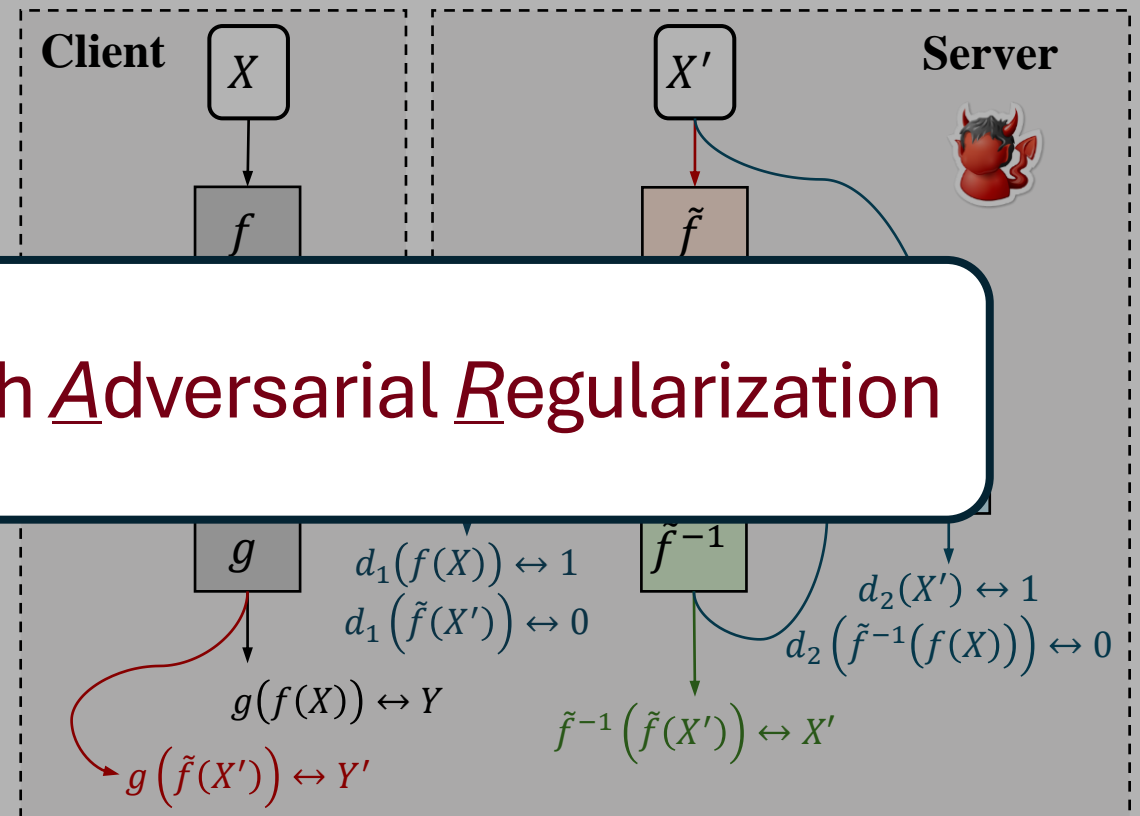 Client
X
X′
Server
f
f̃
h Adversarial Regularization
g
f̃⁻¹
d₁(f(X)) ↔ 1
d₁(f̃(X′)) ↔ 0
d₂(X′) ↔ 1
d₂(f̃⁻¹(f(X))) ↔ 0
g(f(X)) ↔ Y
f̃⁻¹(f̃(X′)) ↔ X′
g(f̃(X′)) ↔ Y′